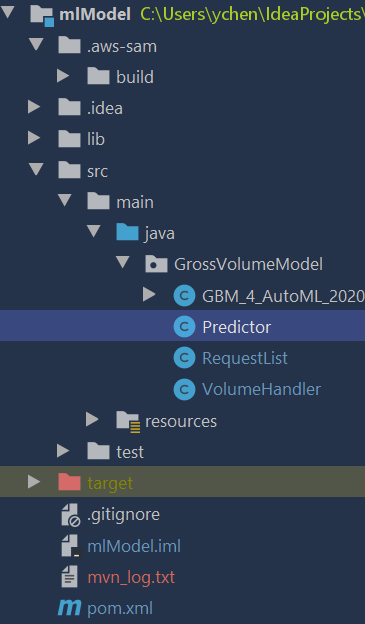 mlModel C:\Users\ychen\IdeaProjects\
.aws-sam
build
.idea
lib
src
main
java
GrossVolumeModel
GBM_4_AutoML_2020
Predictor
RequestList
VolumeHandler
resources
test
target
.gitignore
mlModel.iml
mvn_log.txt
pom.xml